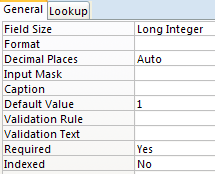 General Lookup
Field Size Long Integer
Format
Decimal Places Auto
Input Mask
Caption
Default Value 1
Validation Rule
Validation Text
Required Yes
Indexed No